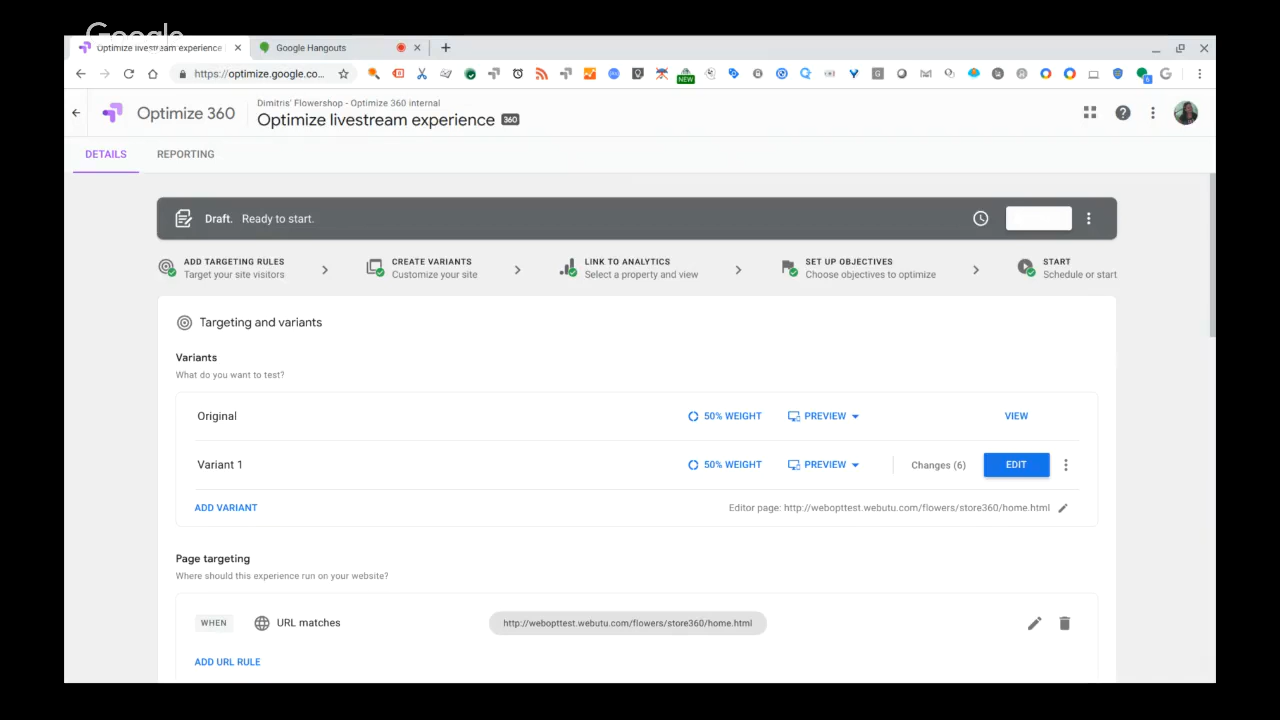 Google
Optimize livestream experience
Google Hangouts
https://optimize.google.co...
NEW
Optimize 360
Dimitris' Flowershop - Optimize 360 internal
Optimize livestream experience 360
DETAILS REPORTING
Draft. Ready to start.
ADD TARGETING RULES
Target your site visitors
CREATE VARIANTS
Customize your site
LINK TO ANALYTICS
Select a property and view
SET UP OBJECTIVES
Choose objectives to optimize
START
Schedule or start
Targeting and variants
Variants
What do you want to test?
Original 50% WEIGHT PREVIEW VIEW
Variant 1 50% WEIGHT PREVIEW Changes (6) EDIT
ADD VARIANT Editor page: http://webopttest.webutu.com/flowers/store360/home.html
Page targeting
Where should this experience run on your website?
WHEN URL matches http://webopttest.webutu.com/flowers/store360/home.html
ADD URL RULE